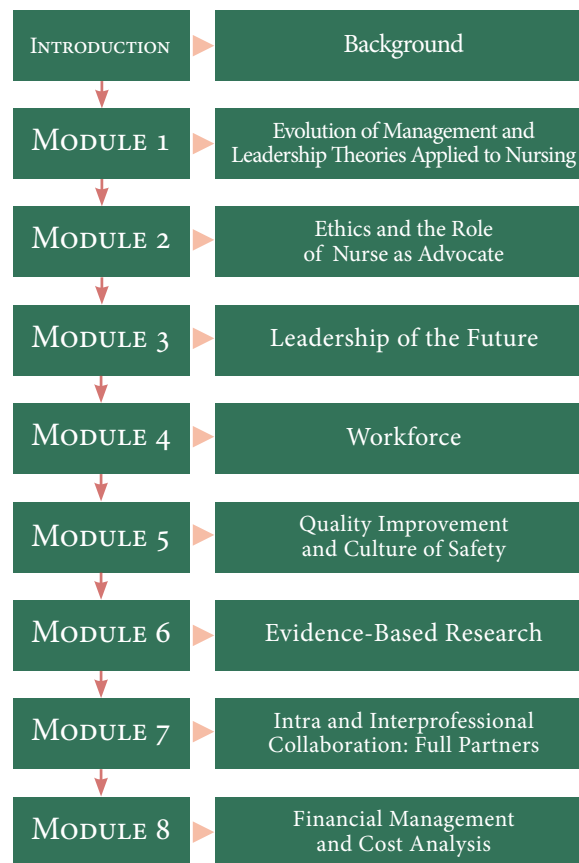 Introduction
Background
Module 1
Evolution of Management and
Leadership Theories Applied to Nursing
Module 2
Ethics and the Role
of Nurse as Advocate
Module 3
Leadership of the Future
Module 4
Workforce
Module 5
Quality Improvement
and Culture of Safety
Module 6
Evidence-Based Research
Module 7
Intra and Interprofessional
Collaboration: Full Partners
Module 8
Financial Management
and Cost Analysis